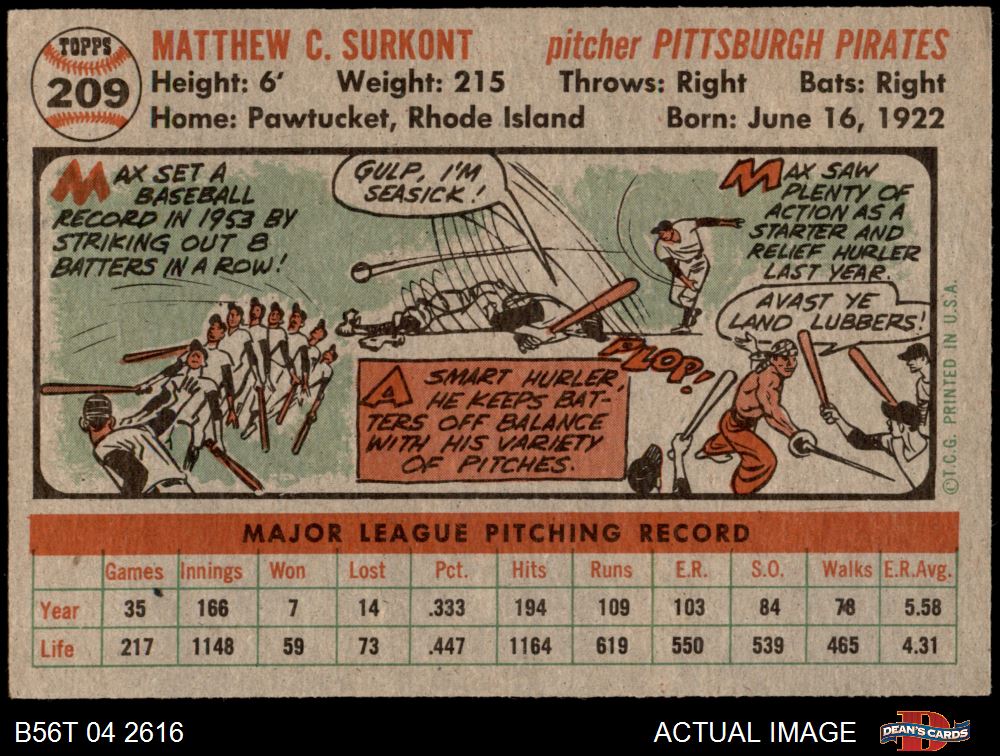 TOPPS
209
MATTHEW C. SURKONT pitcher PITTSBURGH PIRATES
Height: 6' Weight: 215 Throws: Right Bats: Right
Home: Pawtucket, Rhode Island Born: June 16, 1922
MAX SET A
BASEBALL
RECORD IN 1953 BY
STRIKING OUT 8
BATTERS IN A ROW!
GULP, I'M
SEASICK!
MAX SAW
PLENTY OF
ACTION AS A
STARTER AND
RELIEF HURLER
LAST YEAR.
AVAST YE
LAND LUBBERS!
PLOP!
A SMART HURLER,
HE KEEPS BAT-
TERS OFF BALANCE
WITH HIS VARIETY
OF PITCHES.
©T.C.G. PRINTED IN U.S.A.
MAJOR LEAGUE PITCHING RECORD
Games Innings Won Lost Pct. Hits Runs E.R. S.O. Walks E.R.Avg.
Year 35 166 7 14 .333 194 109 103 84 78 5.58
Life 217 1148 59 73 .447 1164 619 550 539 465 4.31
B56T 04 2616 ACTUAL IMAGE DEAN'S CARDS